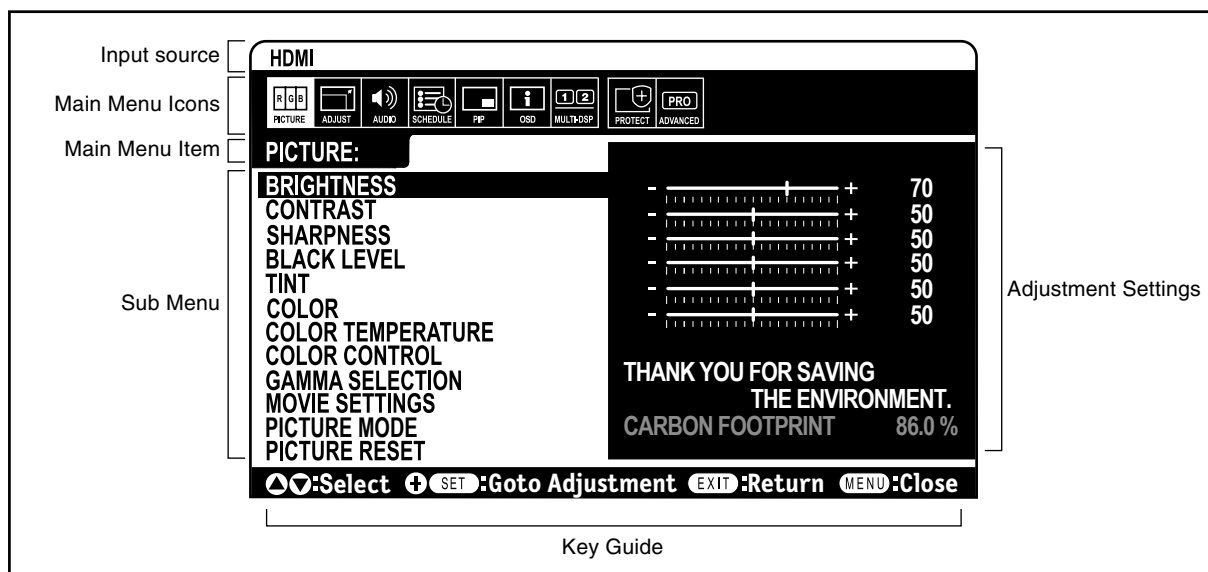 Input source
HDMI
Main Menu Icons
R G B
PICTURE
ADJUST
AUDIO
SCHEDULE
PIP
i
OSD
1 2
MULTI-DSP
PROTECT
PRO
ADVANCED
Main Menu Item
PICTURE:
Sub Menu
BRIGHTNESS - + 70
CONTRAST - + 50
SHARPNESS - + 50
BLACK LEVEL - + 50
TINT - + 50
COLOR - + 50
COLOR TEMPERATURE
COLOR CONTROL
GAMMA SELECTION
MOVIE SETTINGS
PICTURE MODE
PICTURE RESET
THANK YOU FOR SAVING
THE ENVIRONMENT.
CARBON FOOTPRINT 86.0 %
Adjustment Settings
:Select + SET :Goto Adjustment EXIT :Return MENU :Close
Key Guide